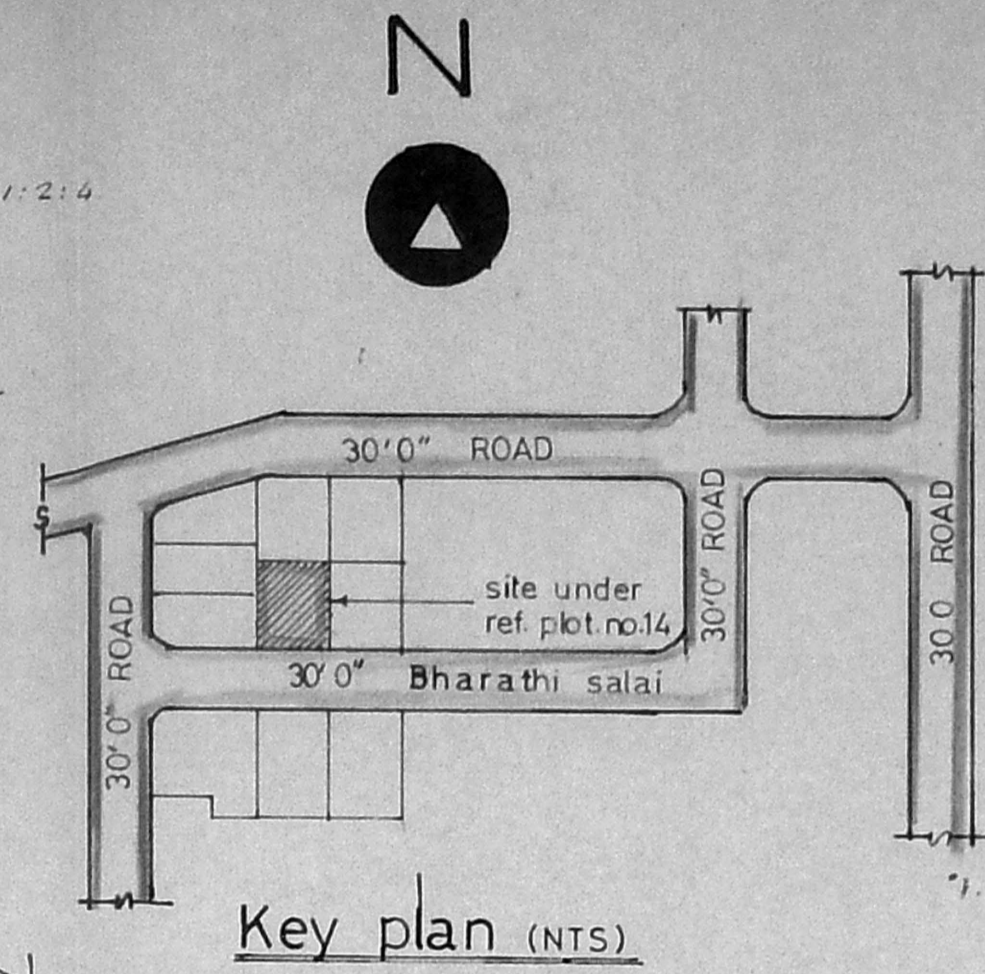 N
1:2:4
30'0" ROAD
30'0" ROAD
30 0 ROAD
S
site under
ref. plot.no.14
30'0" ROAD
30'0" Bharathi salai
Key plan (NTS)